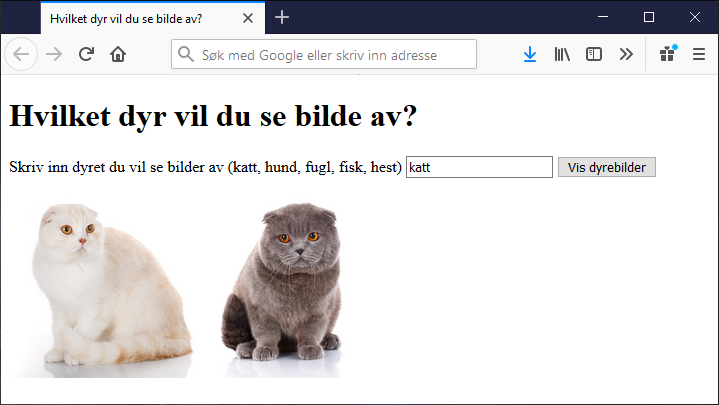 Hvilket dyr vil du se bilde av?
Søk med Google eller skriv inn adresse
Hvilket dyr vil du se bilde av?
Skriv inn dyret du vil se bilder av (katt, hund, fugl, fisk, hest) katt Vis dyrebilder